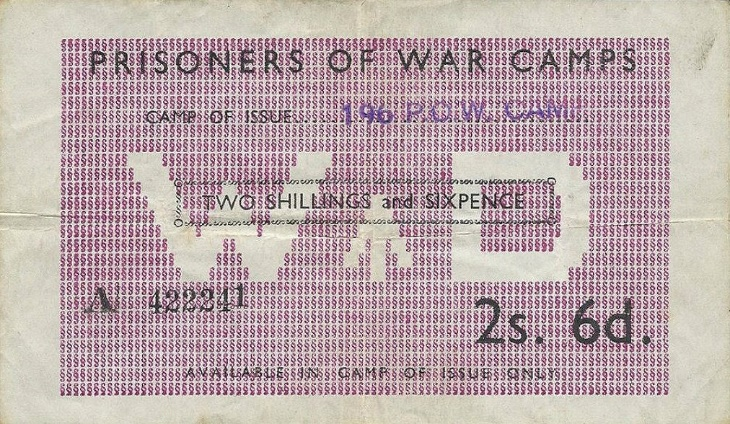 PRISONERS OF WAR CAMPS
CAMP OF ISSUE......196 P.O.W. CAMP
W D
TWO SHILLINGS and SIXPENCE
A 422241
2s. 6d.
AVAILABLE IN CAMP OF ISSUE ONLY